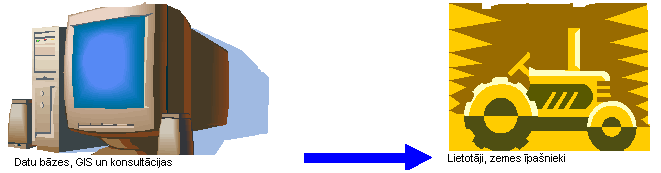 Datu bāzes, GIS un konsultācijas
Lietotāji, zemes īpašnieki